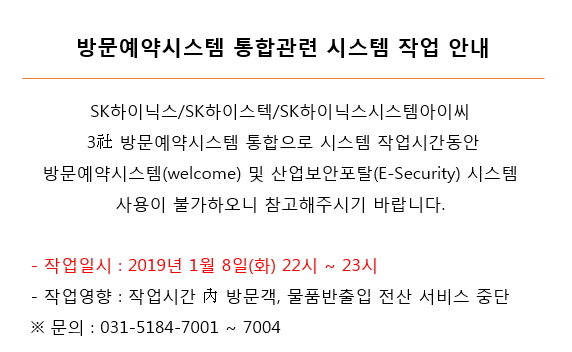 방문예약시스템 통합관련 시스템 작업 안내
SK하이닉스/SK하이스텍/SK하이닉스시스템아이씨
3社 방문예약시스템 통합으로 시스템 작업시간동안
방문예약시스템(welcome) 및 산업보안포탈(E-Security) 시스템
사용이 불가하오니 참고해주시기 바랍니다.
- 작업일시 : 2019년 1월 8일(화) 22시 ~ 23시
- 작업영향 : 작업시간 內 방문객, 물품반출입 전산 서비스 중단
※ 문의 : 031-5184-7001 ~ 7004